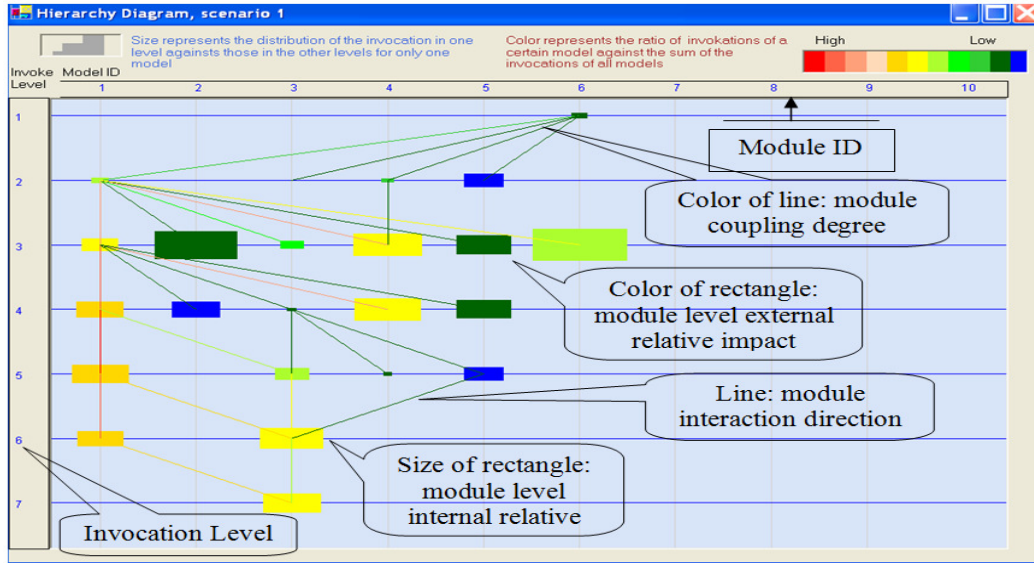 Hierarchy Diagram, scenario 1
Size represents the distribution of the invocation in one
level againsts those in the other levels for only one
model
Color represents the ratio of invokations of a
certain model against the sum of the
invocations of all models
High
Low
Invoke Model ID
Level
1 2 3 4 5 6 7 8 9 10
1
Module ID
2
Color of line: module
coupling degree
3
Color of rectangle:
module level external
relative impact
4
5
Line: module
interaction direction
6
Size of rectangle:
module level
internal relative
7
Invocation Level